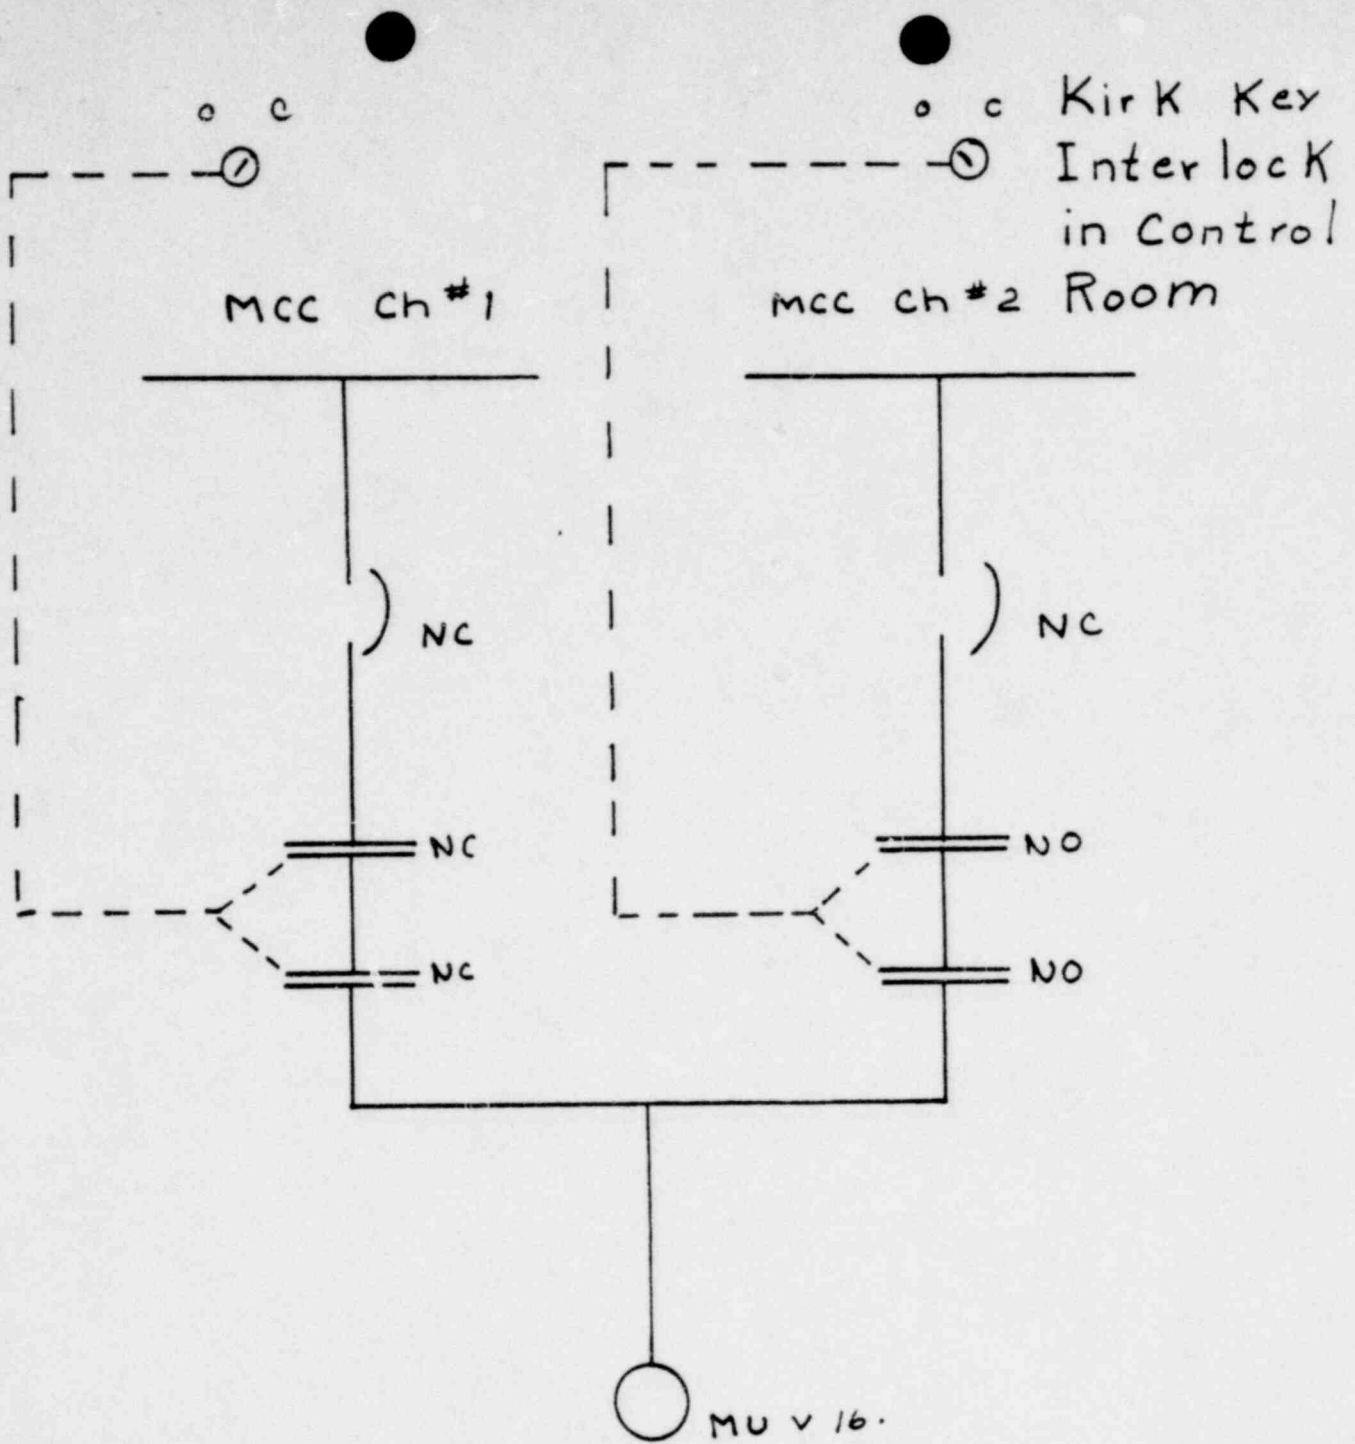 o c
o c Kirk Key
Interlock
in Control
Room
MCC Ch #1
MCC Ch #2
NC
NC
NC
NO
NC
NO
MU V 16.